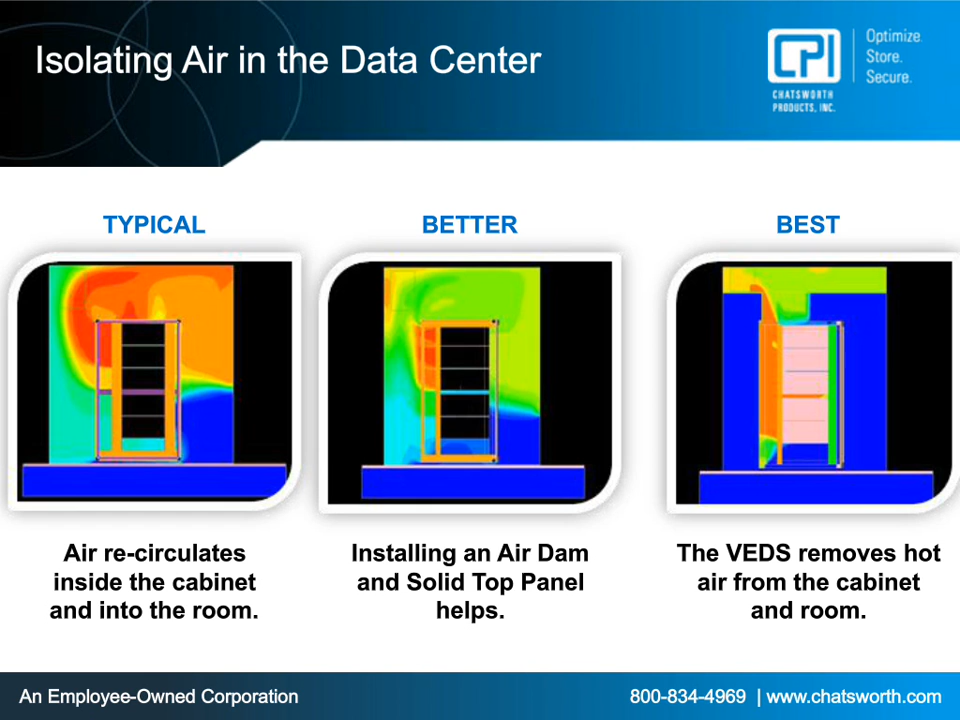 Isolating Air in the Data Center
CPI
CHATSWORTH
PRODUCTS, INC.
Optimize.
Store.
Secure.
TYPICAL
BETTER
BEST
Air re-circulates
inside the cabinet
and into the room.
Installing an Air Dam
and Solid Top Panel
helps.
The VEDS removes hot
air from the cabinet
and room.
An Employee-Owned Corporation
800-834-4969 | www.chatsworth.com